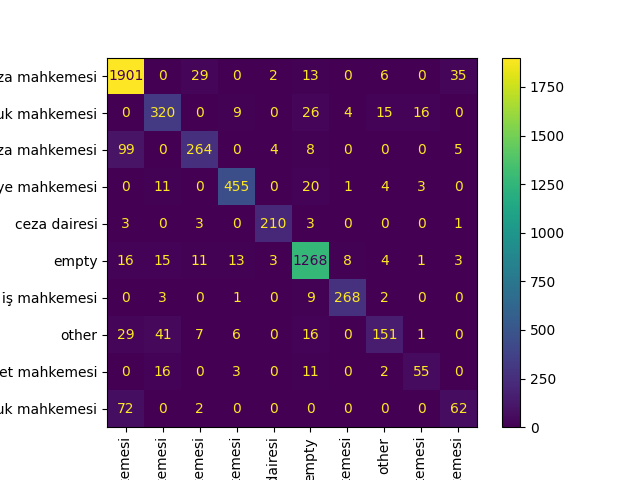 za mahkemesi 1901 0 29 0 2 13 0 6 0 35
uk mahkemesi 0 320 0 9 0 26 4 15 16 0
za mahkemesi 99 0 264 0 4 8 0 0 0 5
ye mahkemesi 0 11 0 455 0 20 1 4 3 0
ceza dairesi 3 0 3 0 210 3 0 0 0 1
empty 16 15 11 13 3 1268 8 4 1 3
iş mahkemesi 0 3 0 1 0 9 268 2 0 0
other 29 41 7 6 0 16 0 151 1 0
et mahkemesi 0 16 0 3 0 11 0 2 55 0
uk mahkemesi 72 0 2 0 0 0 0 0 0 62
emesi
kemesi
emesi
kemesi
dairesi
empty
kemesi
other
kemesi
emesi
1750
1500
1250
1000
750
500
250
0